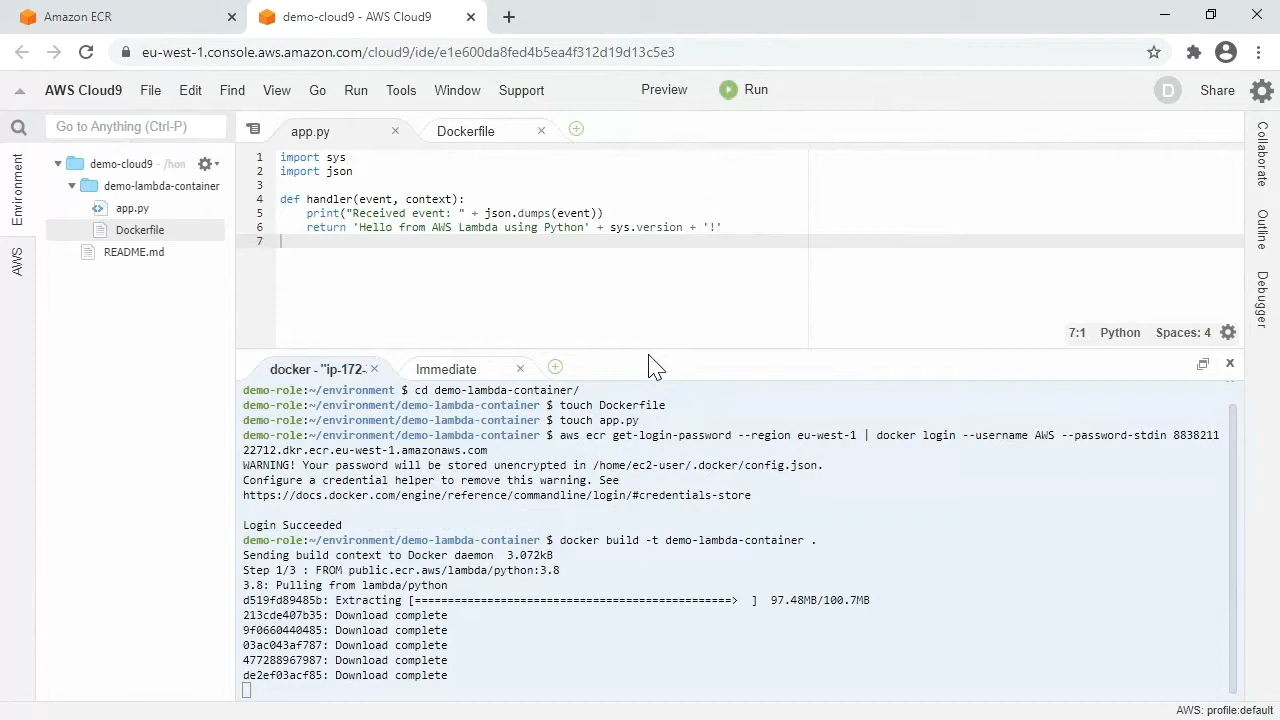 Amazon ECR
demo-cloud9 - AWS Cloud9
eu-west-1.console.aws.amazon.com/cloud9/ide/e1e600da8fed4b5ea4f312d19d13c5e3
AWS Cloud9 File Edit Find View Go Run Tools Window Support Preview Run D Share
Go to Anything (Ctrl-P)
Environment
AWS
demo-cloud9 - /hom
demo-lambda-container
app.py
Dockerfile
README.md
app.py Dockerfile
1 import sys
2 import json
3
4 def handler(event, context):
5 print("Received event: " + json.dumps(event))
6 return 'Hello from AWS Lambda using Python' + sys.version + '!'
7
7:1 Python Spaces: 4
Collaborate
Outline
Debugger
docker - "ip-172- Immediate
demo-role:~/environment $ cd demo-lambda-container/
demo-role:~/environment/demo-lambda-container $ touch Dockerfile
demo-role:~/environment/demo-lambda-container $ touch app.py
demo-role:~/environment/demo-lambda-container $ aws ecr get-login-password --region eu-west-1 | docker login --username AWS --password-stdin 8838211
22712.dkr.ecr.eu-west-1.amazonaws.com
WARNING! Your password will be stored unencrypted in /home/ec2-user/.docker/config.json.
Configure a credential helper to remove this warning. See
https://docs.docker.com/engine/reference/commandline/login/#credentials-store
Login Succeeded
demo-role:~/environment/demo-lambda-container $ docker build -t demo-lambda-container .
Sending build context to Docker daemon  3.072kB
Step 1/3 : FROM public.ecr.aws/lambda/python:3.8
3.8: Pulling from lambda/python
d519fd89485b: Extracting [================================================>  ]  97.48MB/100.7MB
213cde407b35: Download complete
9f0660440485: Download complete
03ac043af787: Download complete
477288967987: Download complete
de2ef03acf85: Download complete
AWS: profile:default